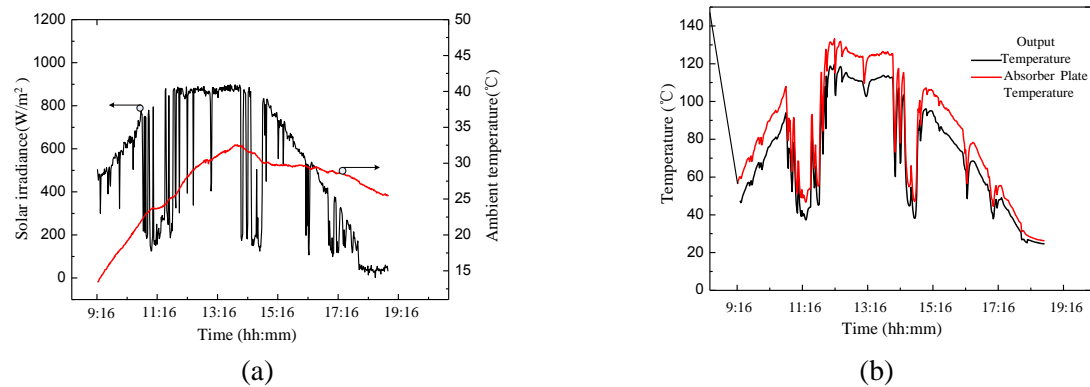 1200
1000
800
600
400
200
0
Solar irradiance(W/m²)
50
45
40
35
30
25
20
15
Ambient temperature(℃)
9:16 11:16 13:16 15:16 17:16 19:16
Time (hh:mm)
(a)
140
120
100
80
60
40
20
0
Temperature (℃)
Output
Temperature
Absorber Plate
Temperature
9:16 11:16 13:16 15:16 17:16 19:16
Time (hh:mm)
(b)